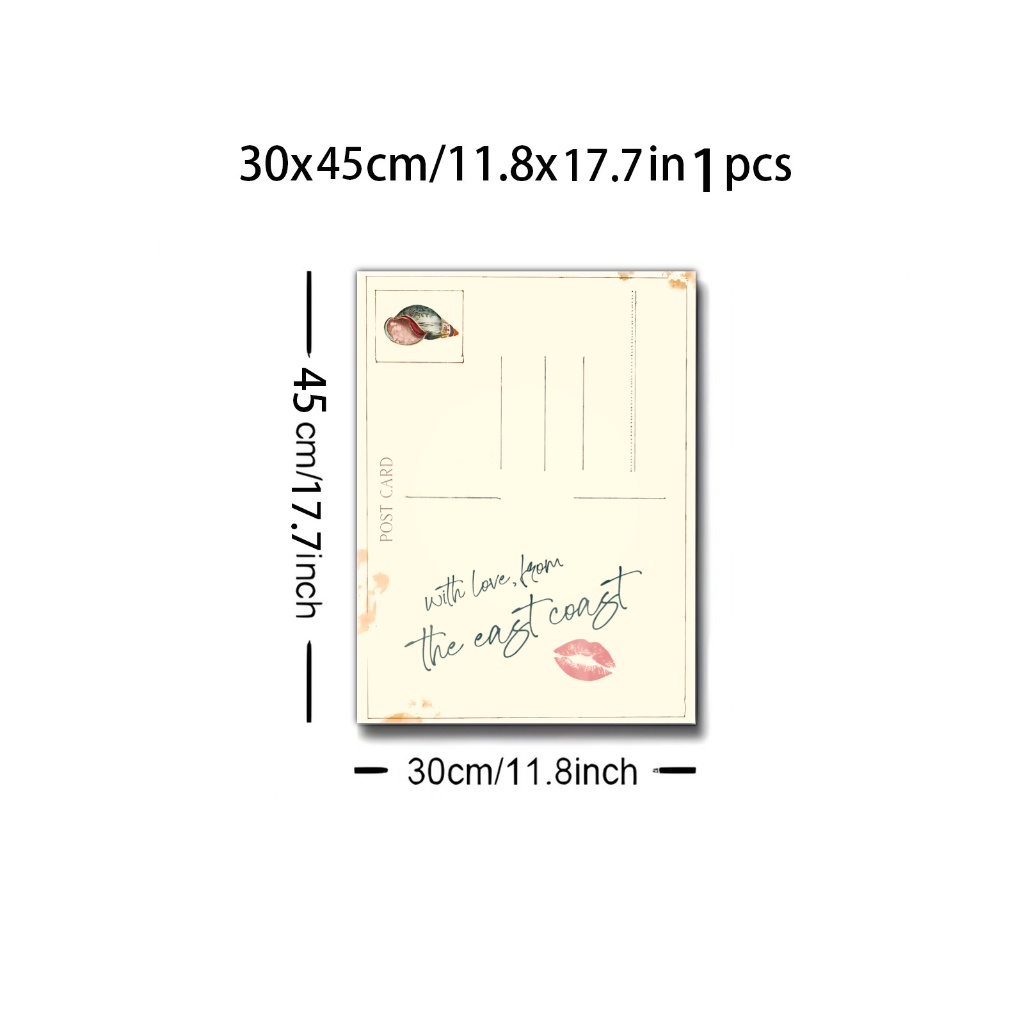 30x45cm/11.8x17.7in 1 pcs
45 cm/17.7inch
POST CARD
with love, from
the east coast
30cm/11.8inch